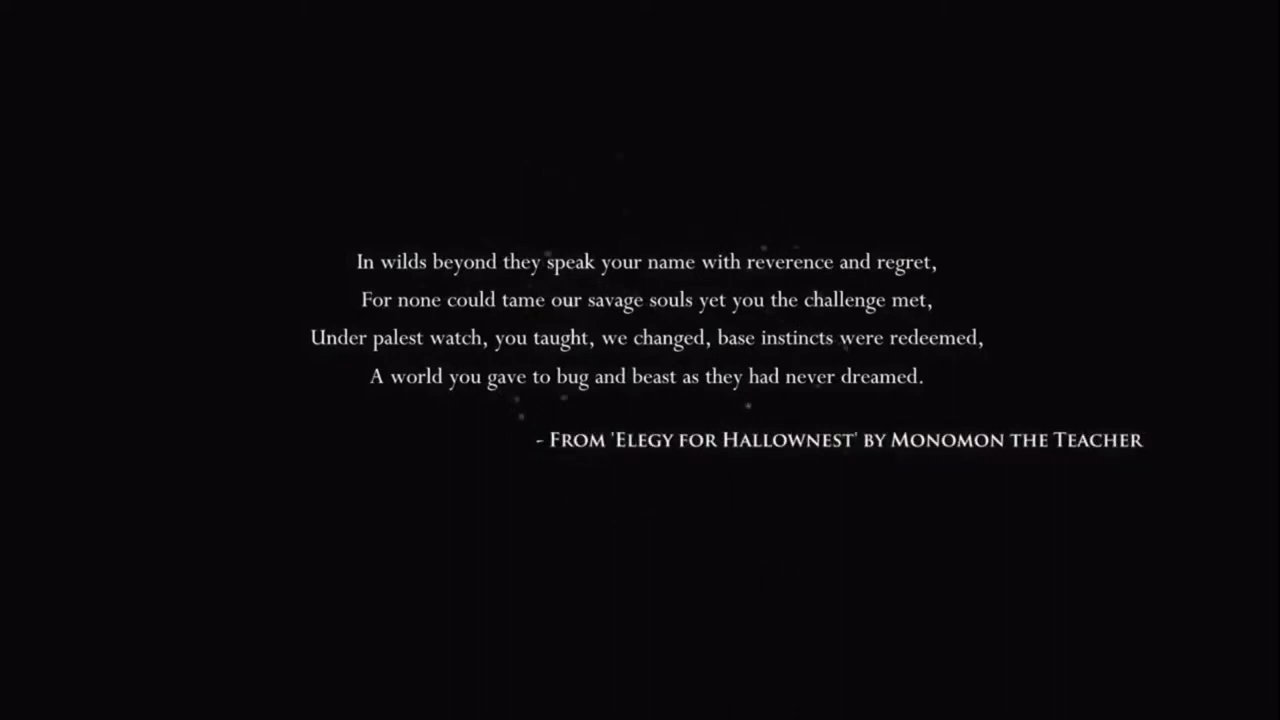 In wilds beyond they speak your name with reverence and regret,
For none could tame our savage souls yet you the challenge met,
Under palest watch, you taught, we changed, base instincts were redeemed,
A world you gave to bug and beast as they had never dreamed.
- From 'Elegy for Hallownest' by Monomon the Teacher